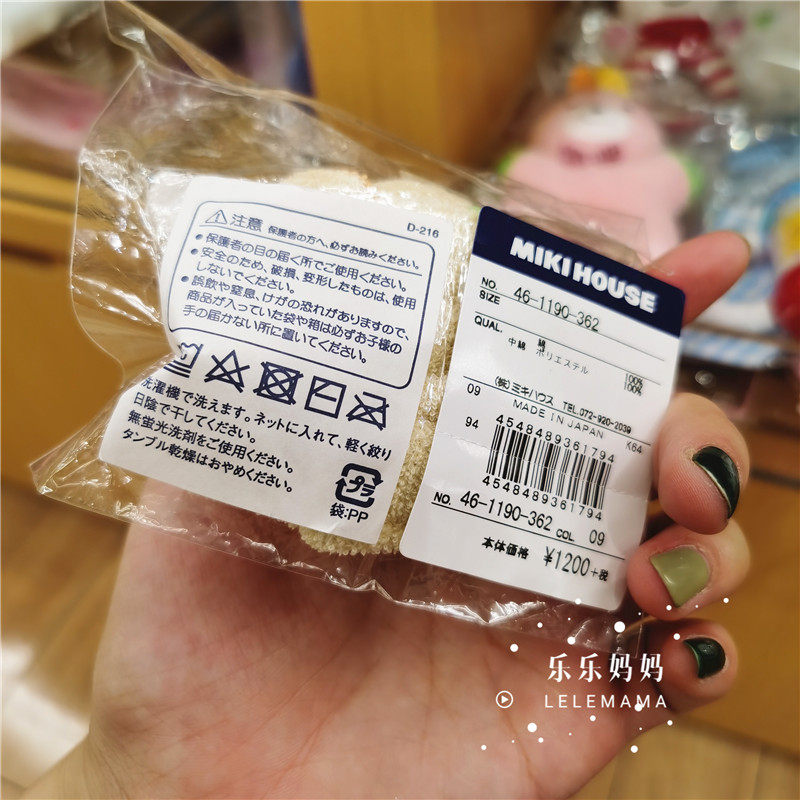 D-216
注意 保護者の方へ、必ずお読みください。
・保護者の目の届く所でご使用ください。
・安全のため、破損、変形したものは、使用
しないでください。
・誤飲や窒息、けがの恐れがありますので、
商品が入っていた袋や箱は必ずお子様の
手の届かない所に置いてください。
洗濯機で洗えます。ネットに入れて、軽く絞り
日陰で干してください。
無蛍光洗剤をご使用ください。
タンブル乾燥はおやめください。
プラ
袋:PP
MIKI HOUSE
NO. 46-1190-362
SIZE
QUAL. 綿 100%
中綿 ポリエステル 100%
(株)ミキハウス TEL.072-920-2039
09 MADE IN JAPAN K64
94 4548489361794
4548489361794
NO. 46-1190-362 COL 09
本体価格 ¥1200+税
乐乐妈妈
LELEMAMA